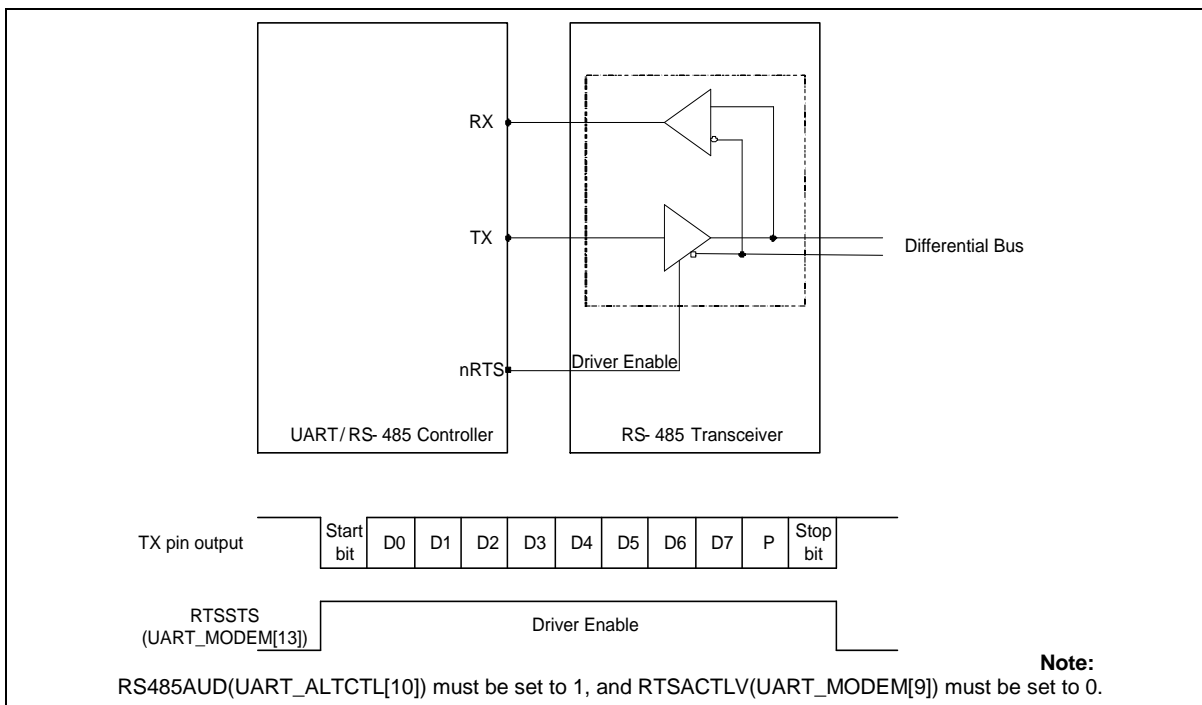 RX
TX
Differential Bus
nRTS
Driver Enable
UART/RS- 485 Controller
RS- 485 Transceiver
TX pin output
Start bit
D0
D1
D2
D3
D4
D5
D6
D7
P
Stop bit
RTSSTS
(UART_MODEM[13])
Driver Enable
Note:
RS485AUD(UART_ALTCTL[10]) must be set to 1, and RTSACTLV(UART_MODEM[9]) must be set to 0.